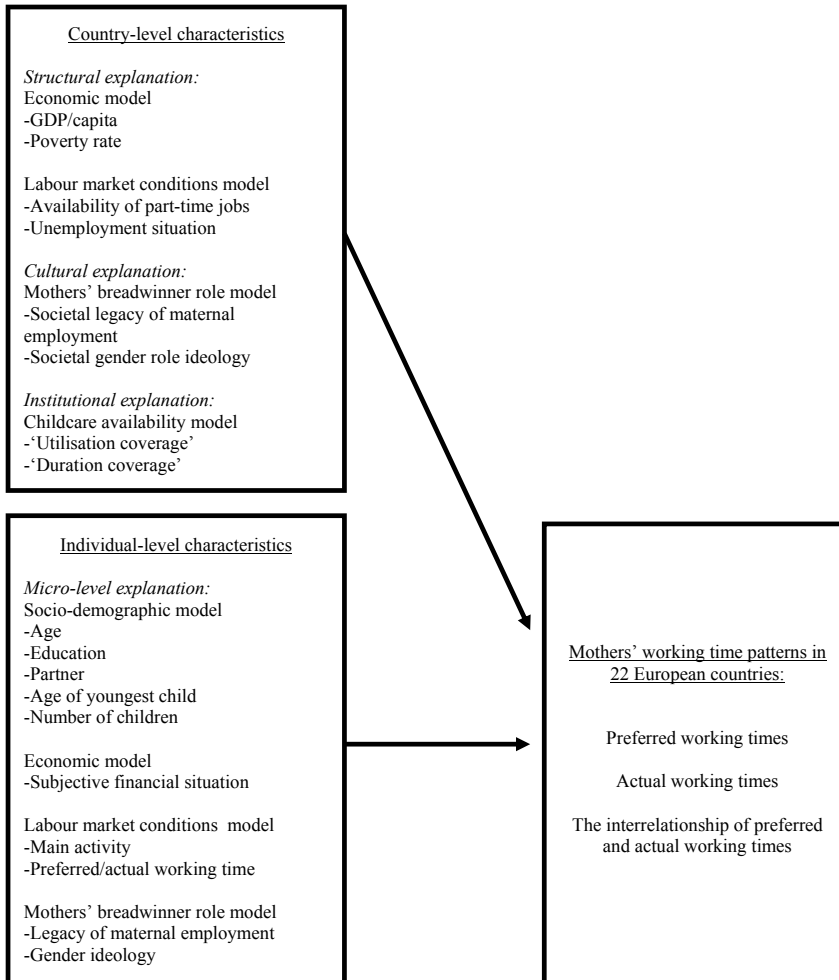 Country-level characteristics
Structural explanation:
Economic model
-GDP/capita
-Poverty rate
Labour market conditions model
-Availability of part-time jobs
-Unemployment situation
Cultural explanation:
Mothers’ breadwinner role model
-Societal legacy of maternal
employment
-Societal gender role ideology
Institutional explanation:
Childcare availability model
-‘Utilisation coverage’
-‘Duration coverage’
Individual-level characteristics
Micro-level explanation:
Socio-demographic model
-Age
-Education
-Partner
-Age of youngest child
-Number of children
Economic model
-Subjective financial situation
Labour market conditions model
-Main activity
-Preferred/actual working time
Mothers’ breadwinner role model
-Legacy of maternal employment
-Gender ideology
Mothers’ working time patterns in
22 European countries:
Preferred working times
Actual working times
The interrelationship of preferred
and actual working times